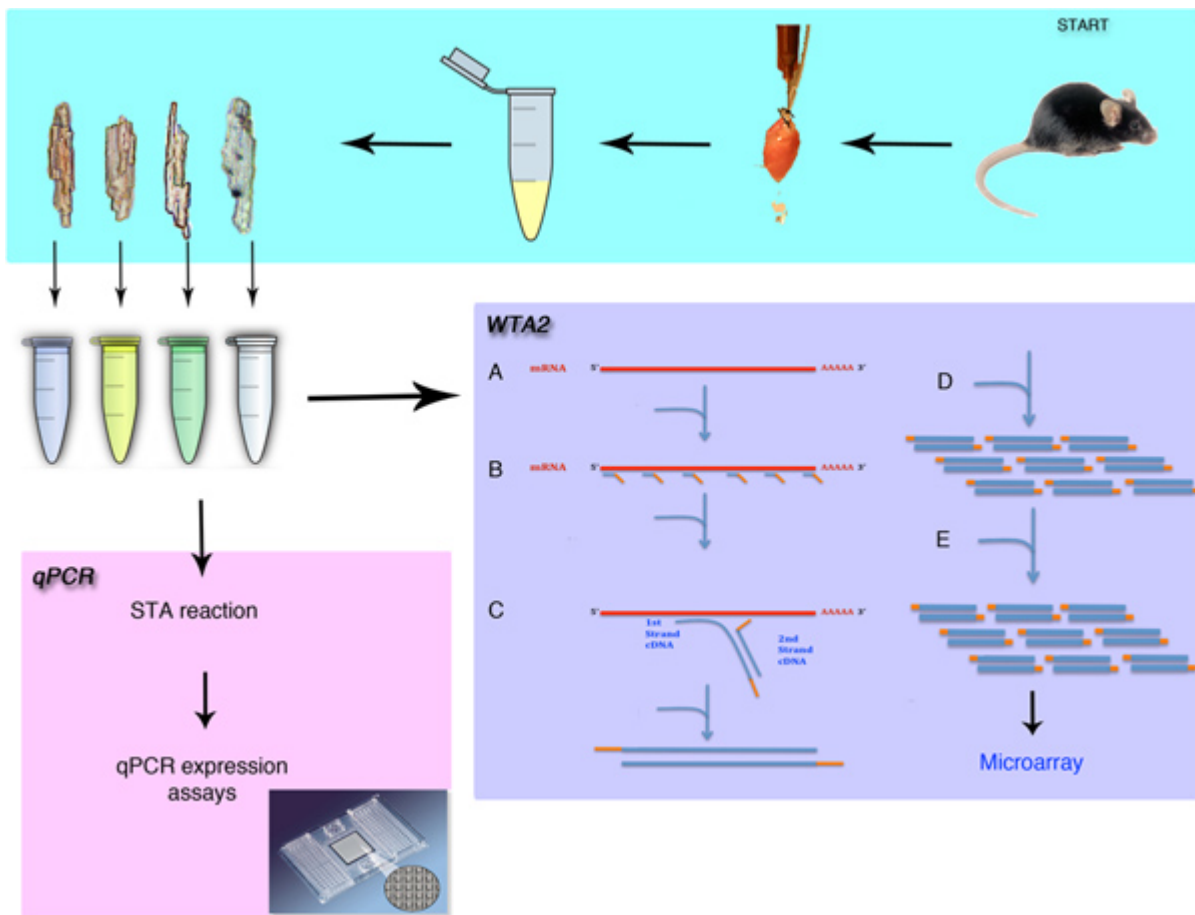 START
WTA2
A
mRNA
5'
AAAAA 3'
B
mRNA
5'
AAAAA 3'
C
5'
AAAAA 3'
1st
Strand
cDNA
2nd
Strand
cDNA
D
E
Microarray
qPCR
STA reaction
qPCR expression
assays